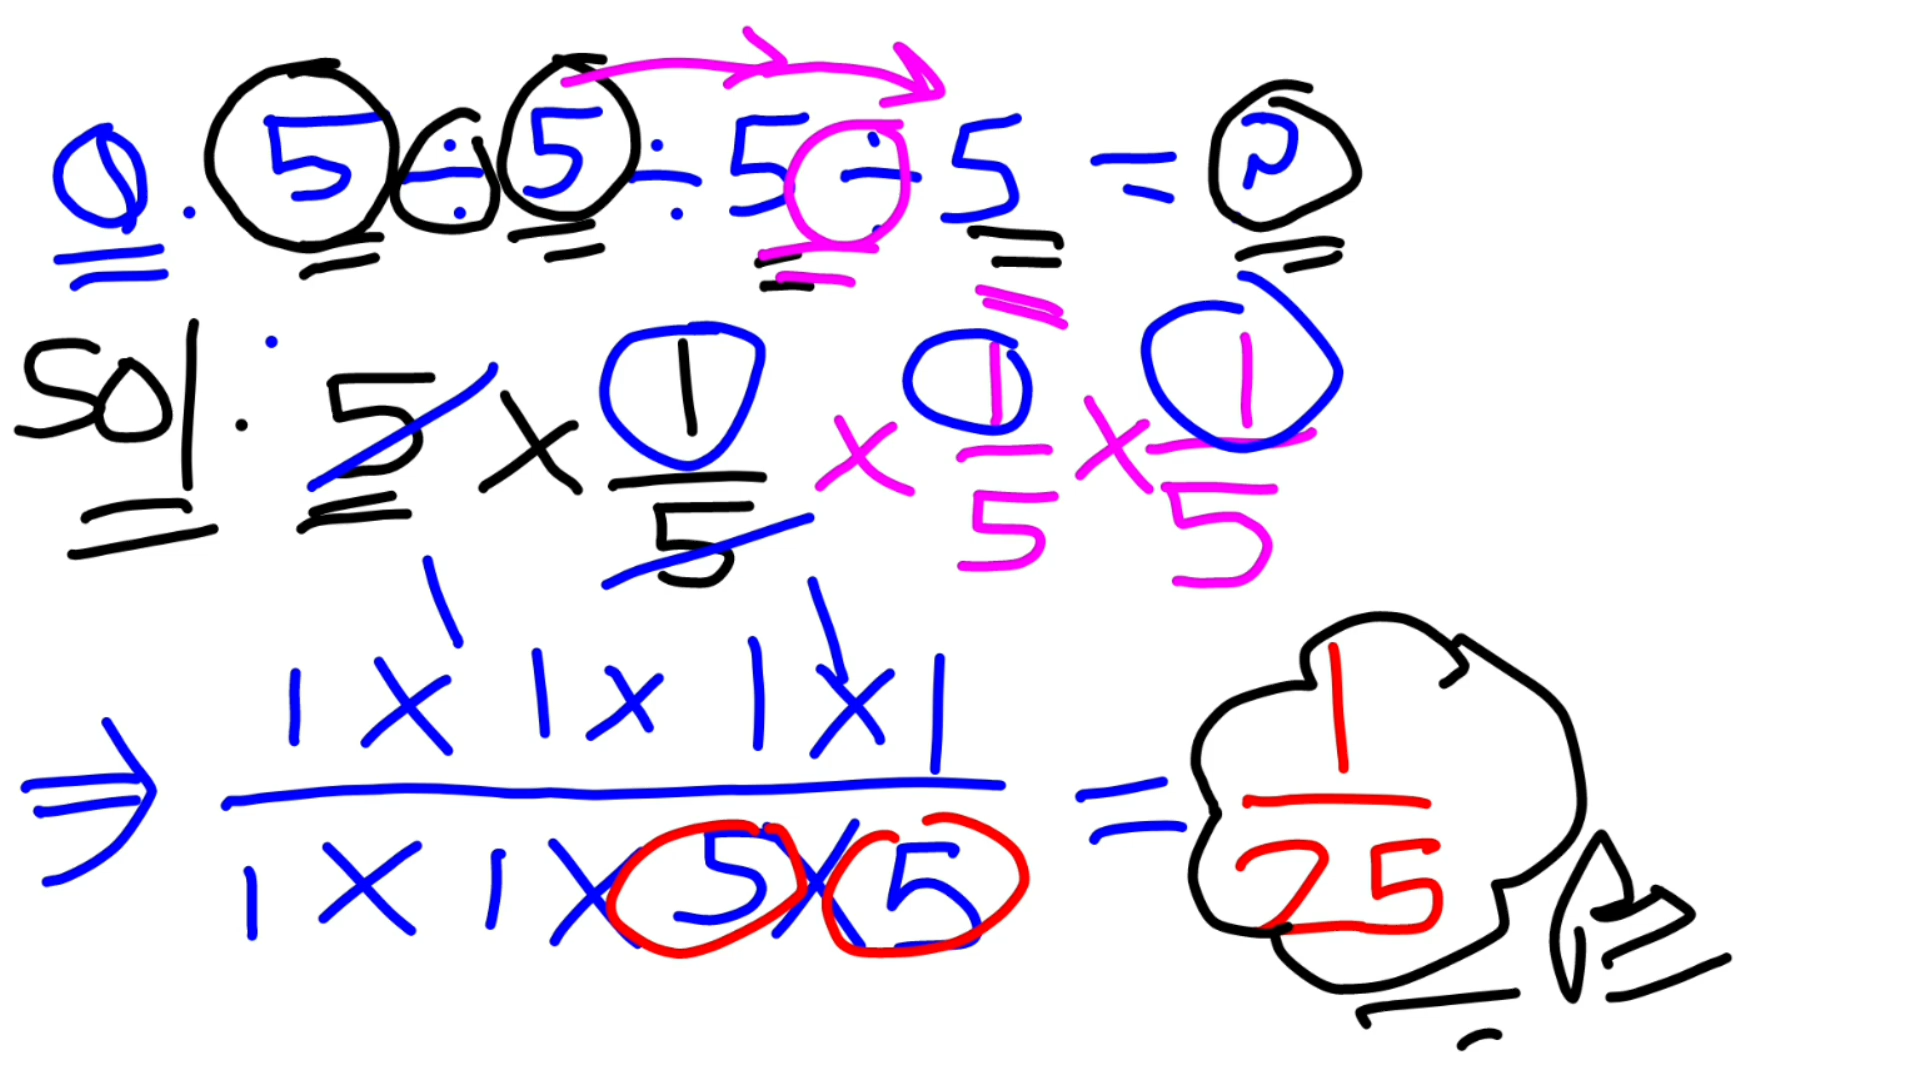 Q. 5 ÷ 5 ÷ 5 ÷ 5 = ?
Sol : 5 × 1/5 × 1/5 × 1/5
⇒ 1 × 1 × 1 × 1 / 1 × 1 × 5 × 5 = 1/25